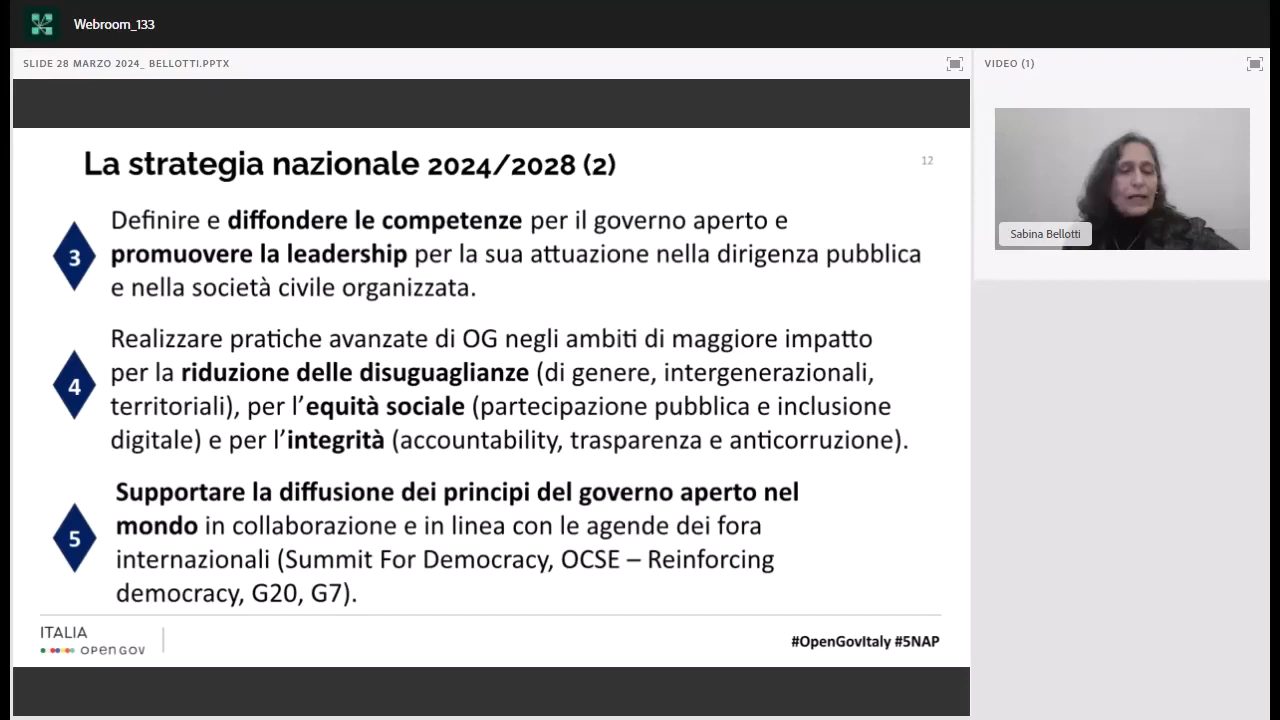 Webroom_133
SLIDE 28 MARZO 2024_ BELLOTTI.PPTX
VIDEO (1)
La strategia nazionale 2024/2028 (2)
12
3
Definire e diffondere le competenze per il governo aperto e
promuovere la leadership per la sua attuazione nella dirigenza pubblica
e nella società civile organizzata.
4
Realizzare pratiche avanzate di OG negli ambiti di maggiore impatto
per la riduzione delle disuguaglianze (di genere, intergenerazionali,
territoriali), per l’equità sociale (partecipazione pubblica e inclusione
digitale) e per l’integrità (accountability, trasparenza e anticorruzione).
5
Supportare la diffusione dei principi del governo aperto nel
mondo in collaborazione e in linea con le agende dei fora
internazionali (Summit For Democracy, OCSE – Reinforcing
democracy, G20, G7).
ITALIA
OPEN GOV
#OpenGovItaly #5NAP
Sabina Bellotti